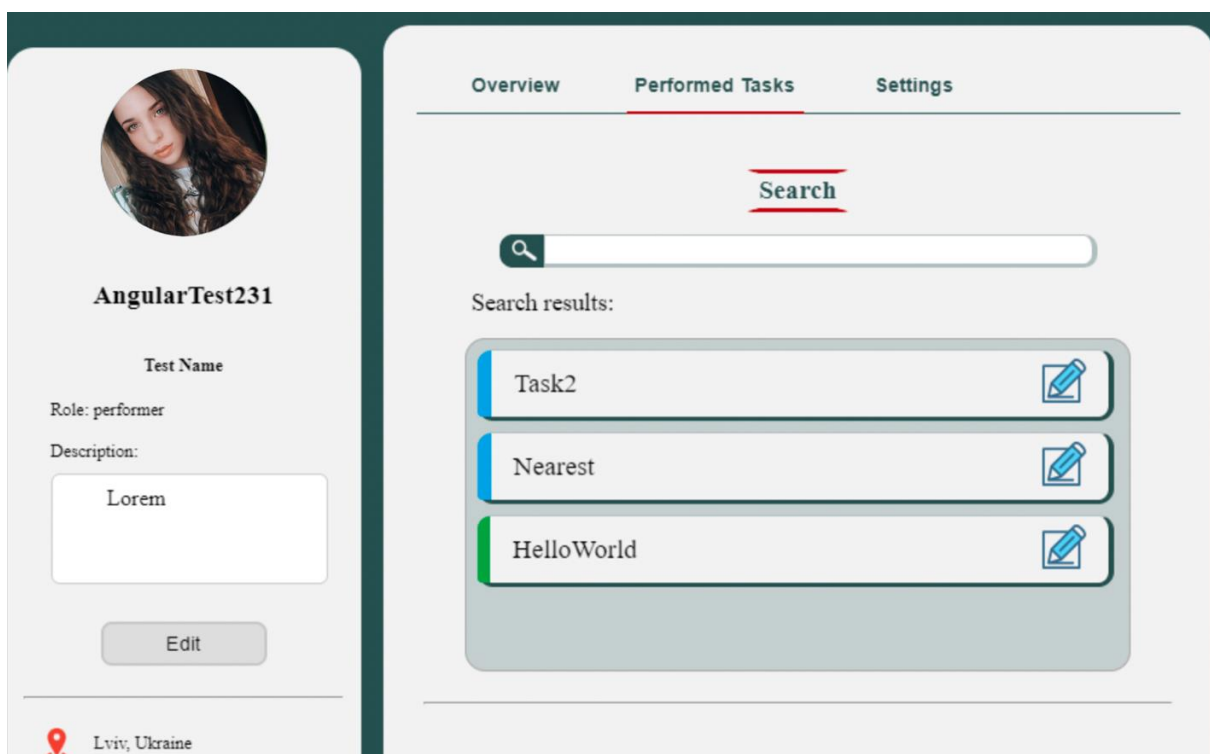 AngularTest231
Test Name
Role: performer
Description:
Lorem
Edit
Lviv, Ukraine
Overview Performed Tasks Settings
Search
Search results:
Task2
Nearest
HelloWorld